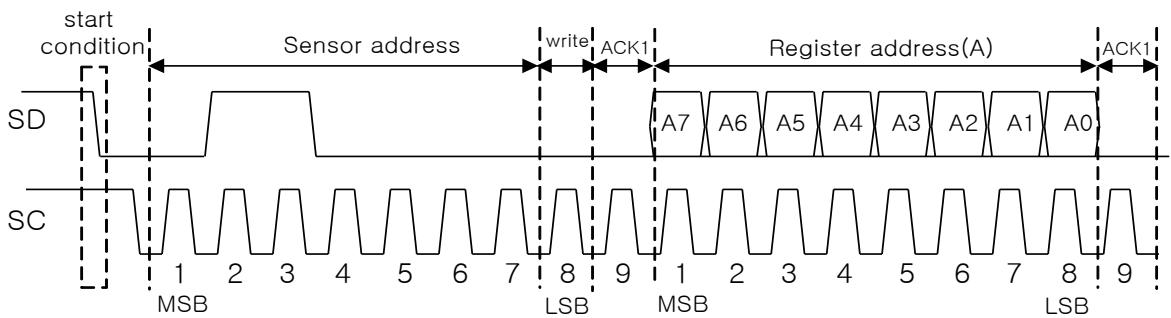 start
condition
Sensor address
write
ACK1
Register address(A)
ACK1
SD
A7 A6 A5 A4 A3 A2 A1 A0
SC
1 2 3 4 5 6 7 8 9 1 2 3 4 5 6 7 8 9
MSB LSB MSB LSB